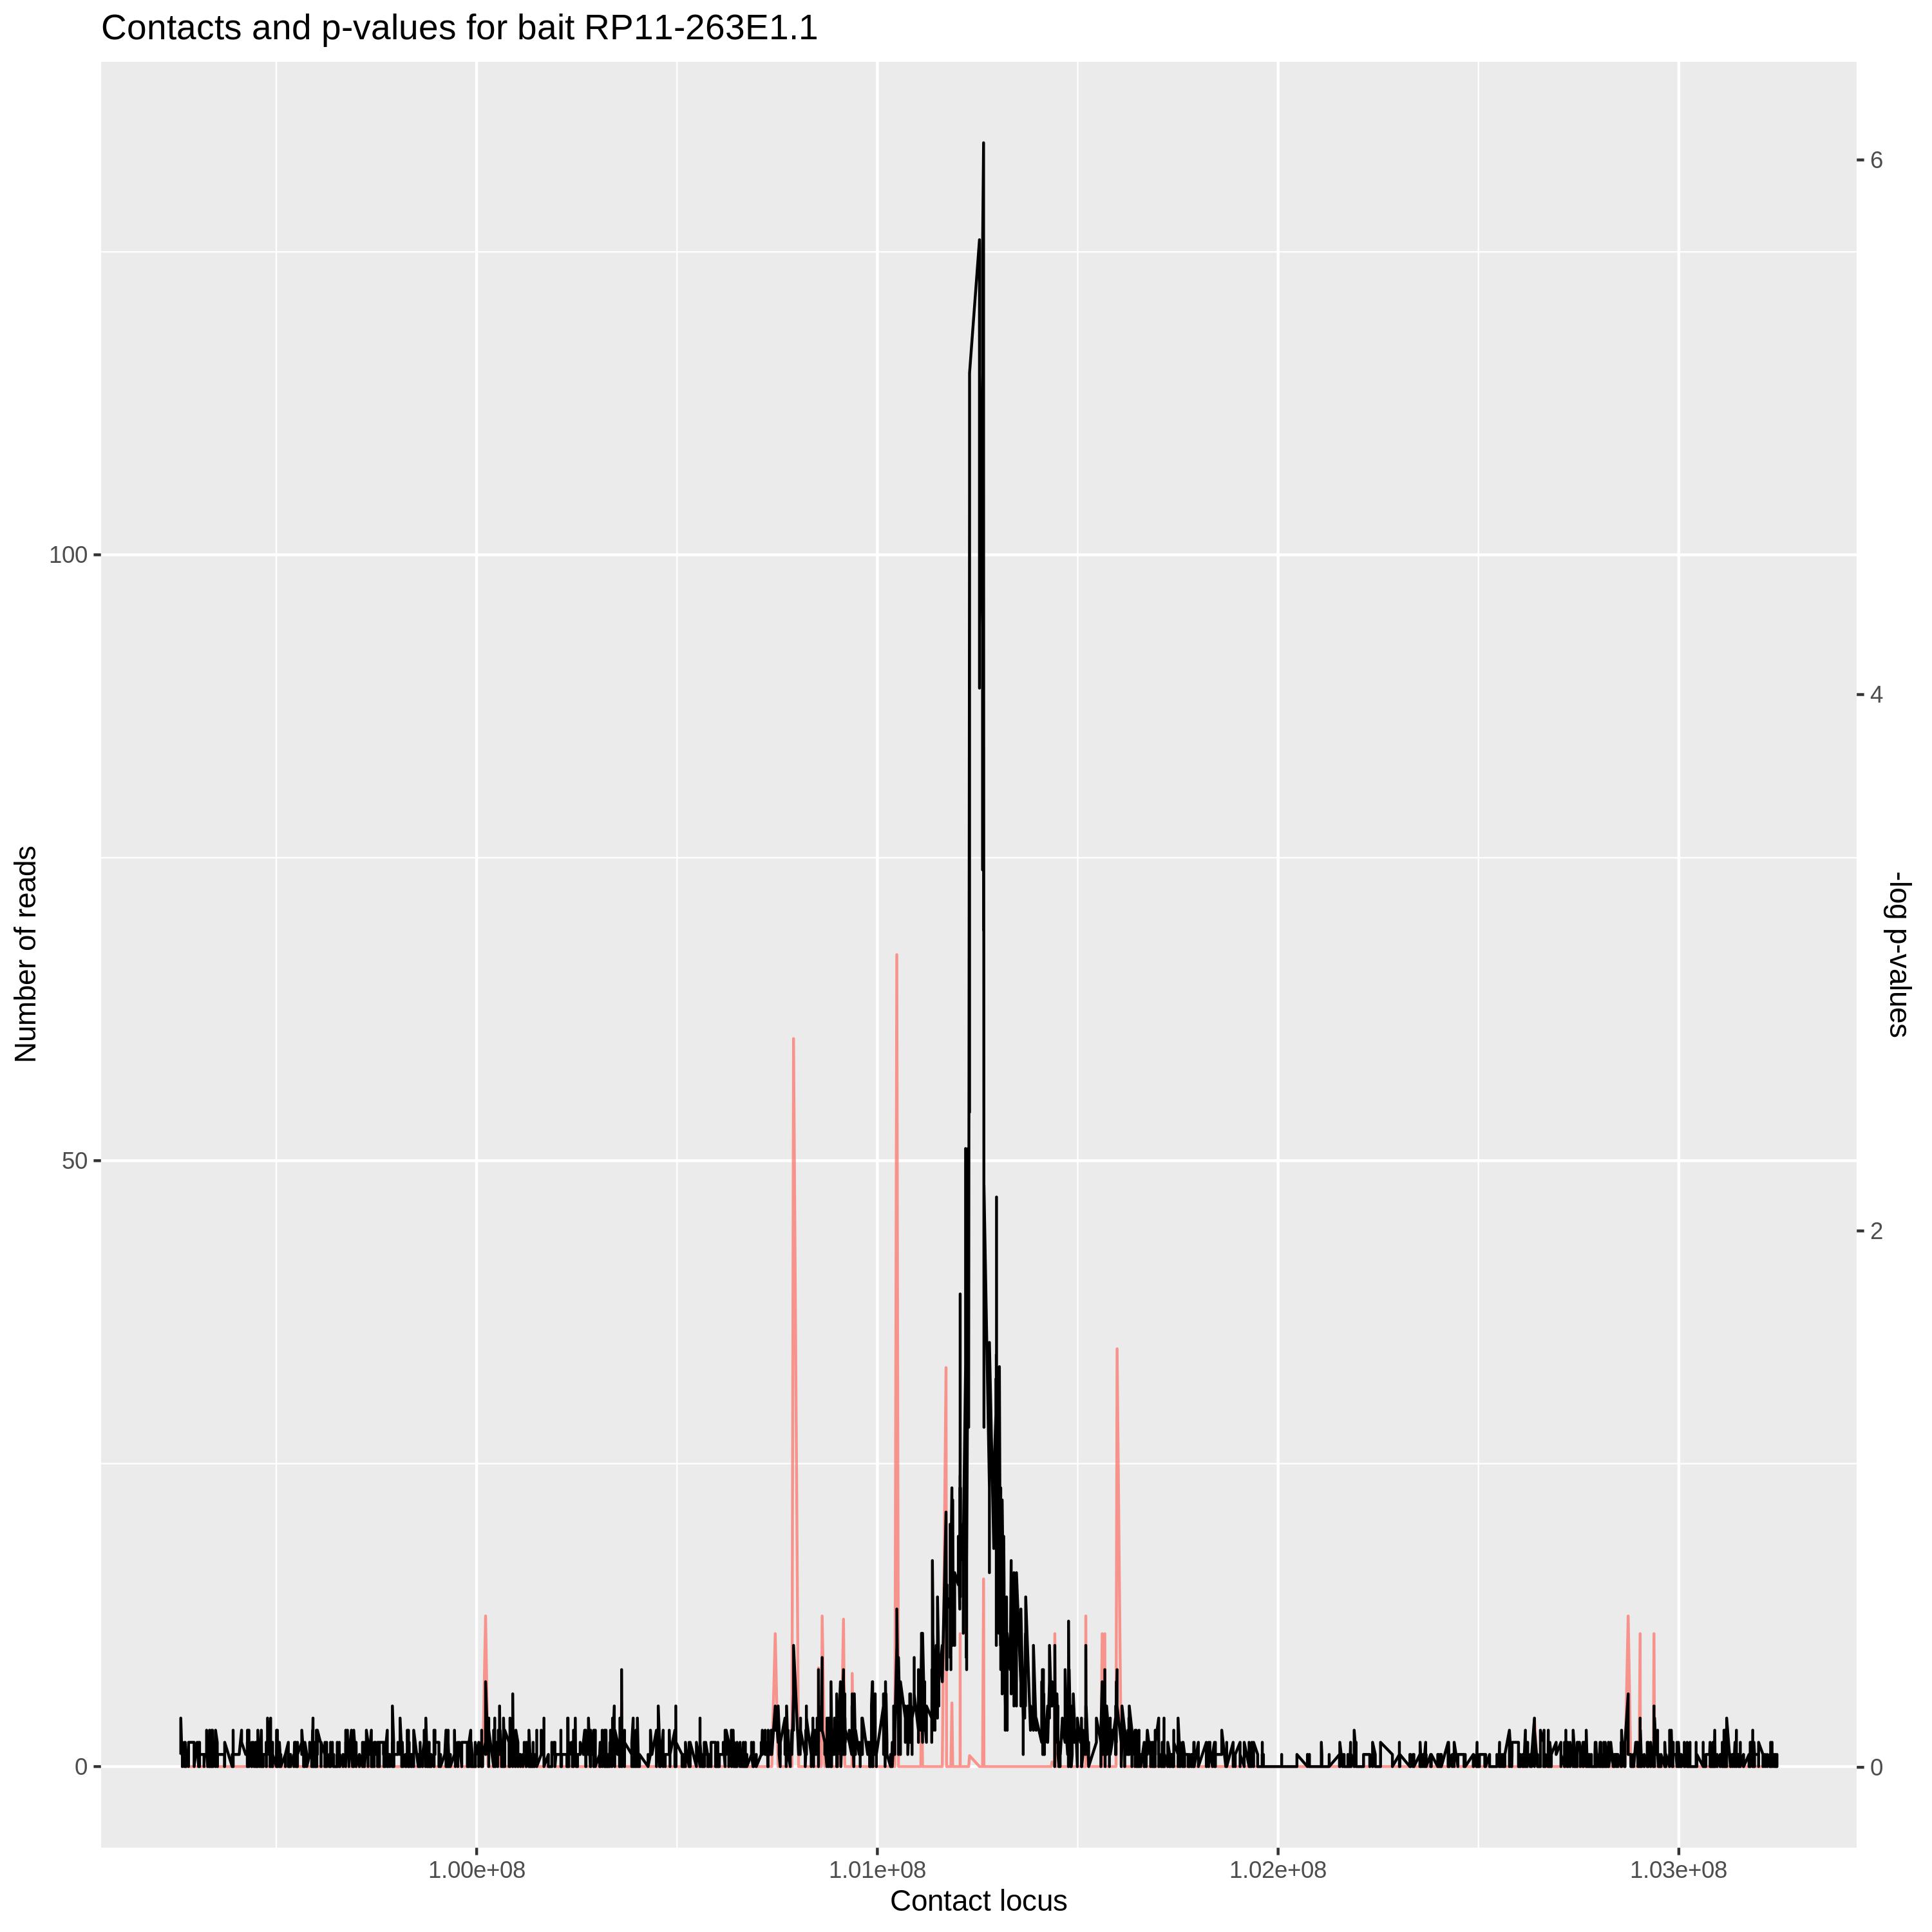 Contacts and p-values for bait RP11-263E1.1
6
100
4
Number of reads
-log p-values
50
2
0
0
1.00e+08
1.01e+08
1.02e+08
1.03e+08
Contact locus